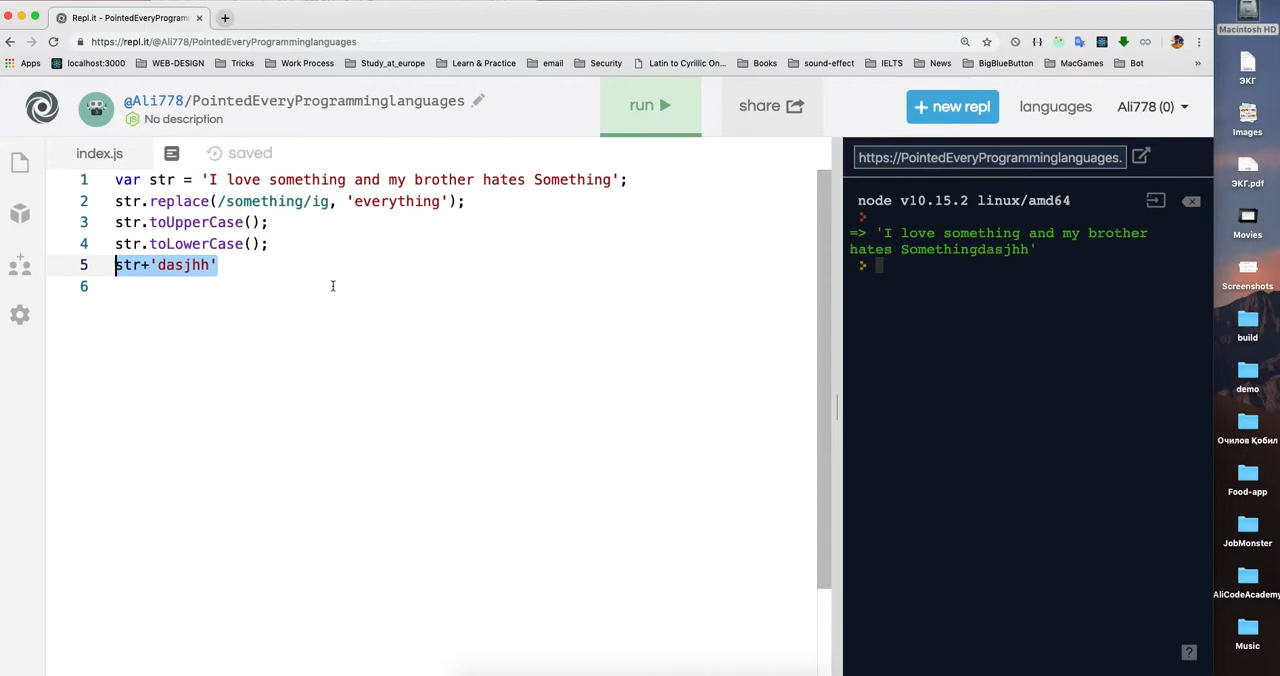 Repl.it - PointedEveryProgramm
https://repl.it/@Ali778/PointedEveryProgramminglanguages
Apps localhost:3000 WEB-DESIGN Tricks Work Process Study_at_europe Learn & Practice email Security Latin to Cyrillic On... Books sound-effect IELTS News BigBlueButton MacGames Bot »
@Ali778/PointedEveryProgramminglanguages
No description
run
share
+ new repl
languages
Ali778 (0)
index.js
saved
1 var str = 'I love something and my brother hates Something';
2 str.replace(/something/ig, 'everything');
3 str.toUpperCase();
4 str.toLowerCase();
5 str+'dasjhh'
6
https://PointedEveryProgramminglanguages.
node v10.15.2 linux/amd64
=> 'I love something and my brother
hates Somethingdasjhh'
?
Macintosh HD
ЭКГ
Images
ЭКГ.pdf
Movies
Screenshots
build
demo
Очилов Қобил
Food-app
JobMonster
AliCodeAcademy
Music